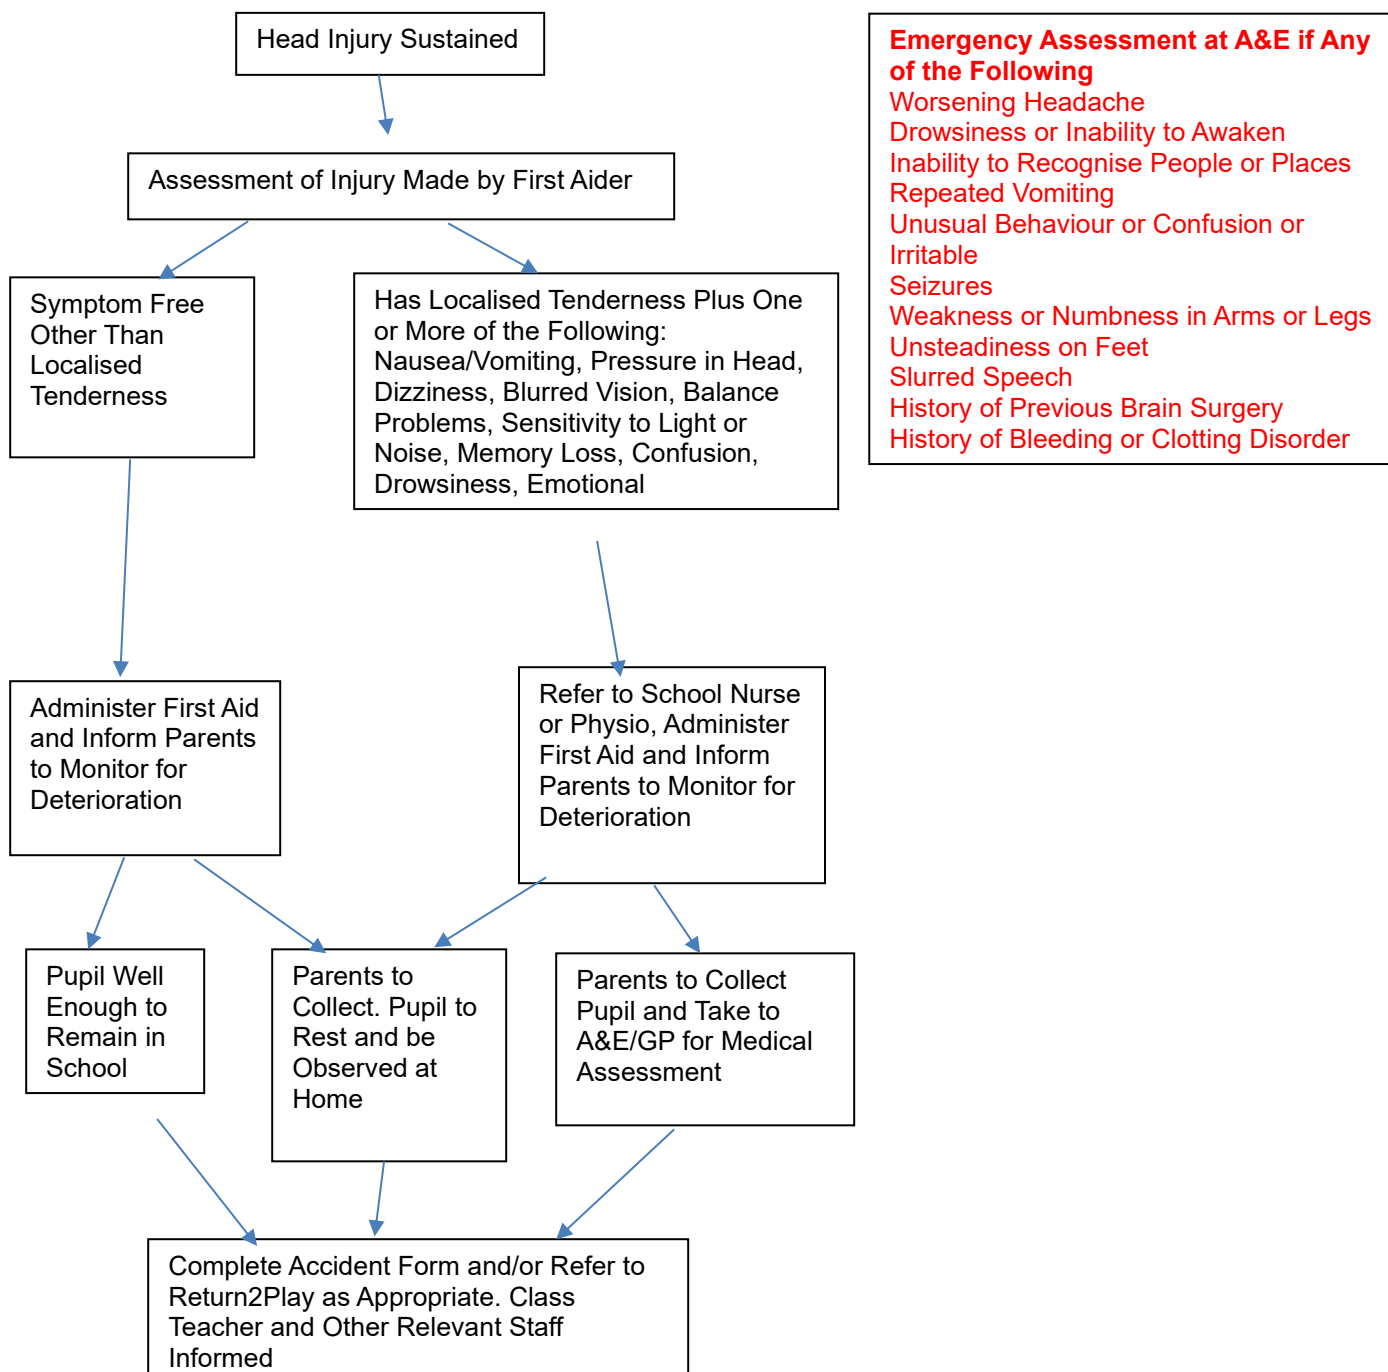 Head Injury Sustained
Emergency Assessment at A&E if Any
of the Following
Worsening Headache
Drowsiness or Inability to Awaken
Inability to Recognise People or Places
Repeated Vomiting
Unusual Behaviour or Confusion or
Irritable
Seizures
Weakness or Numbness in Arms or Legs
Unsteadiness on Feet
Slurred Speech
History of Previous Brain Surgery
History of Bleeding or Clotting Disorder
Assessment of Injury Made by First Aider
Symptom Free
Other Than
Localised
Tenderness
Has Localised Tenderness Plus One
or More of the Following:
Nausea/Vomiting, Pressure in Head,
Dizziness, Blurred Vision, Balance
Problems, Sensitivity to Light or
Noise, Memory Loss, Confusion,
Drowsiness, Emotional
Administer First Aid
and Inform Parents
to Monitor for
Deterioration
Refer to School Nurse
or Physio, Administer
First Aid and Inform
Parents to Monitor for
Deterioration
Pupil Well
Enough to
Remain in
School
Parents to
Collect. Pupil to
Rest and be
Observed at
Home
Parents to Collect
Pupil and Take to
A&E/GP for Medical
Assessment
Complete Accident Form and/or Refer to
Return2Play as Appropriate. Class
Teacher and Other Relevant Staff
Informed